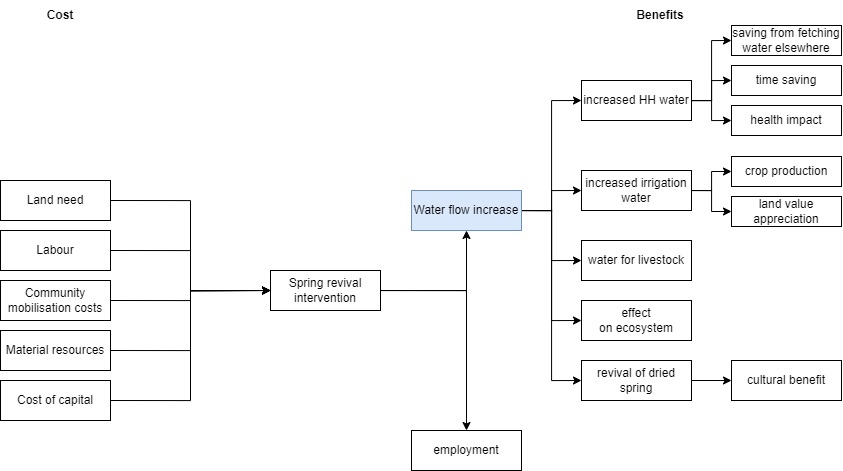 Cost
Benefits
saving from fetching
water elsewhere
time saving
increased HH water
health impact
crop production
increased irrigation
water
land value
appreciation
Land need
Water flow increase
Labour
water for livestock
Spring revival
intervention
Community
mobilisation costs
effect
on ecosystem
Material resources
revival of dried
spring
cultural benefit
Cost of capital
employment